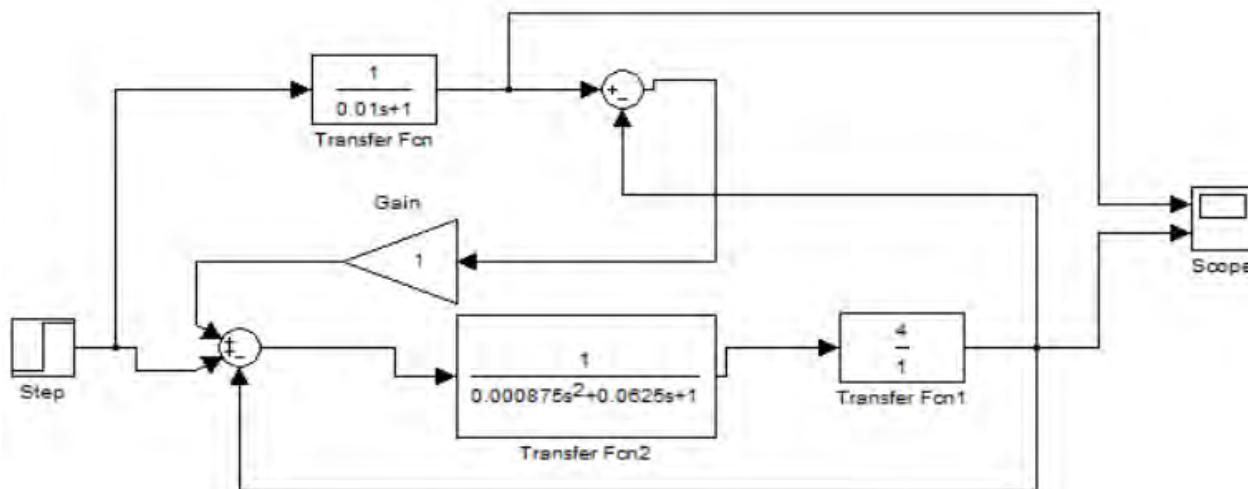 1
0.01s+1
Transfer Fcn
+
-
Gain
1
Scope
+
+
-
Step
1
0.000875s²+0.0625s+1
Transfer Fcn2
4
1
Transfer Fcn1